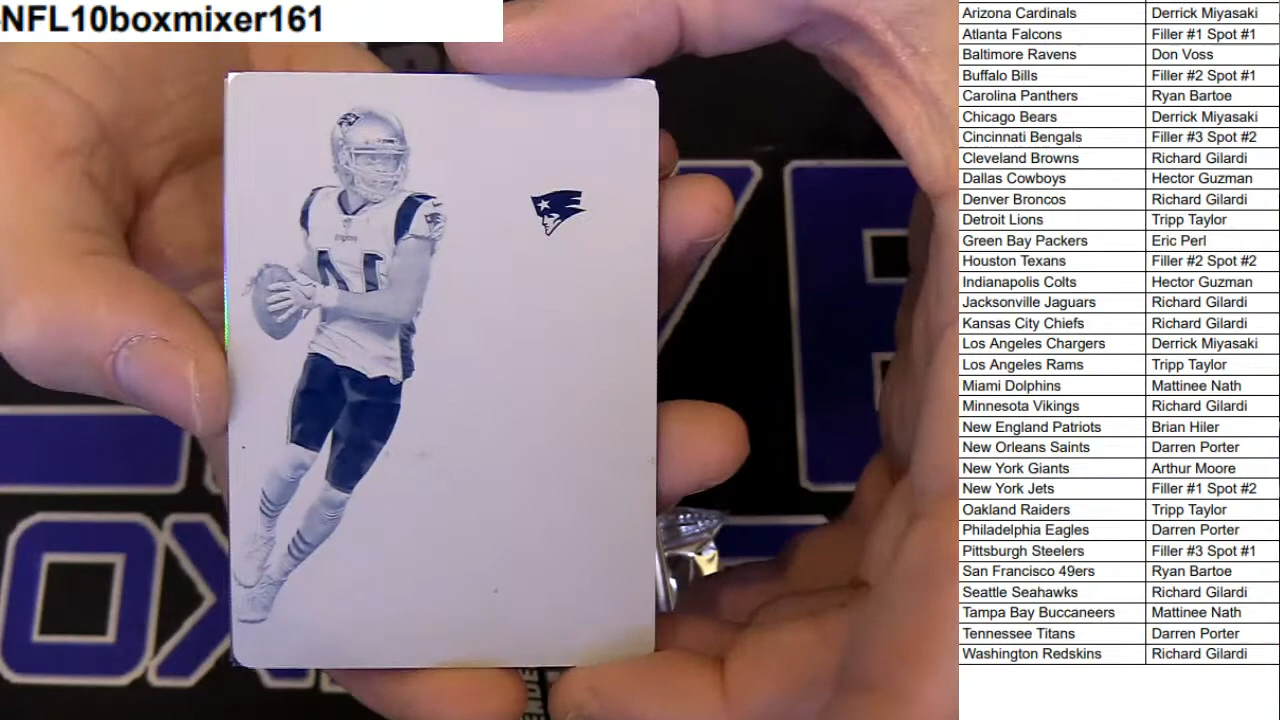 NFL10boxmixer161
Arizona Cardinals Derrick Miyasaki
Atlanta Falcons Filler #1 Spot #1
Baltimore Ravens Don Voss
Buffalo Bills Filler #2 Spot #1
Carolina Panthers Ryan Bartoe
Chicago Bears Derrick Miyasaki
Cincinnati Bengals Filler #3 Spot #2
Cleveland Browns Richard Gilardi
Dallas Cowboys Hector Guzman
Denver Broncos Richard Gilardi
Detroit Lions Tripp Taylor
Green Bay Packers Eric Perl
Houston Texans Filler #2 Spot #2
Indianapolis Colts Hector Guzman
Jacksonville Jaguars Richard Gilardi
Kansas City Chiefs Richard Gilardi
Los Angeles Chargers Derrick Miyasaki
Los Angeles Rams Tripp Taylor
Miami Dolphins Mattinee Nath
Minnesota Vikings Richard Gilardi
New England Patriots Brian Hiler
New Orleans Saints Darren Porter
New York Giants Arthur Moore
New York Jets Filler #1 Spot #2
Oakland Raiders Tripp Taylor
Philadelphia Eagles Darren Porter
Pittsburgh Steelers Filler #3 Spot #1
San Francisco 49ers Ryan Bartoe
Seattle Seahawks Richard Gilardi
Tampa Bay Buccaneers Mattinee Nath
Tennessee Titans Darren Porter
Washington Redskins Richard Gilardi